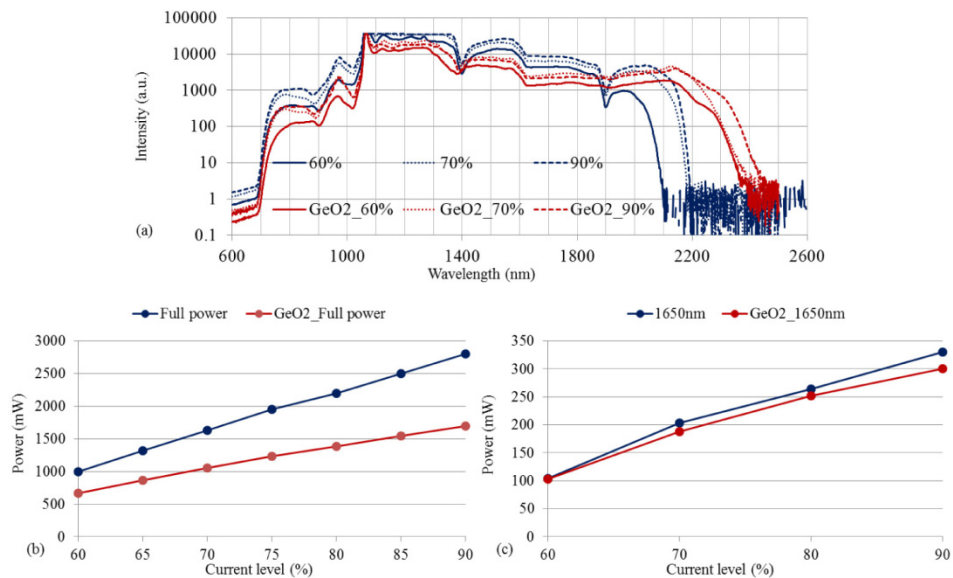 100000
10000
1000
100
10
1
0.1
Intensity (a.u.)
60% 70% 90%
GeO2_60% GeO2_70% GeO2_90%
(a)
600 1000 1400 1800 2200 2600
Wavelength (nm)
Full power GeO2_Full power
3000
2500
2000
1500
1000
500
0
Power (mW)
60 65 70 75 80 85 90
(b)
Current level (%)
1650nm GeO2_1650nm
350
300
250
200
150
100
50
0
Power (mW)
60 70 80 90
(c)
Current level (%)